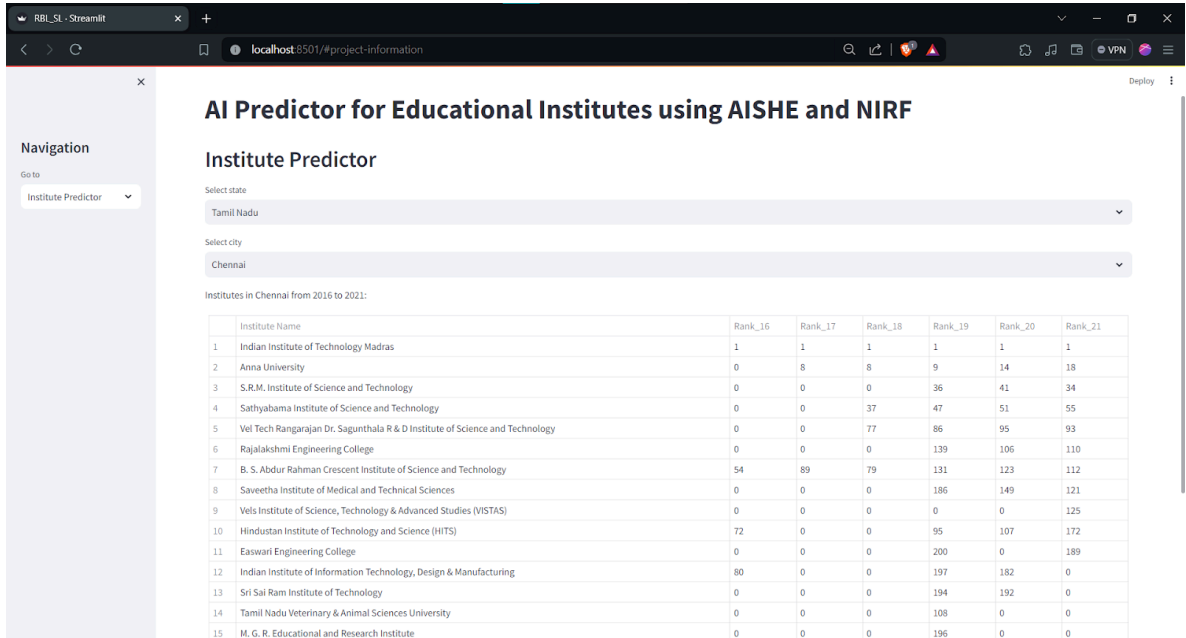 RBL_SL · Streamlit
localhost:8501/#project-information
1
VPN
Deploy
Navigation
Go to
Institute Predictor
AI Predictor for Educational Institutes using AISHE and NIRF
Institute Predictor
Select state
Tamil Nadu
Select city
Chennai
Institutes in Chennai from 2016 to 2021:
Institute Name Rank_16 Rank_17 Rank_18 Rank_19 Rank_20 Rank_21
1 Indian Institute of Technology Madras 1 1 1 1 1 1
2 Anna University 0 8 8 9 14 18
3 S.R.M. Institute of Science and Technology 0 0 0 36 41 34
4 Sathyabama Institute of Science and Technology 0 0 37 47 51 55
5 Vel Tech Rangarajan Dr. Sagunthala R & D Institute of Science and Technology 0 0 77 86 95 93
6 Rajalakshmi Engineering College 0 0 0 139 106 110
7 B. S. Abdur Rahman Crescent Institute of Science and Technology 54 89 79 131 123 112
8 Saveetha Institute of Medical and Technical Sciences 0 0 0 186 149 121
9 Vels Institute of Science, Technology & Advanced Studies (VISTAS) 0 0 0 0 0 125
10 Hindustan Institute of Technology and Science (HITS) 72 0 0 95 107 172
11 Easwari Engineering College 0 0 0 200 0 189
12 Indian Institute of Information Technology, Design & Manufacturing 80 0 0 197 182 0
13 Sri Sai Ram Institute of Technology 0 0 0 194 192 0
14 Tamil Nadu Veterinary & Animal Sciences University 0 0 0 108 0 0
15 M. G. R. Educational and Research Institute 0 0 0 196 0 0